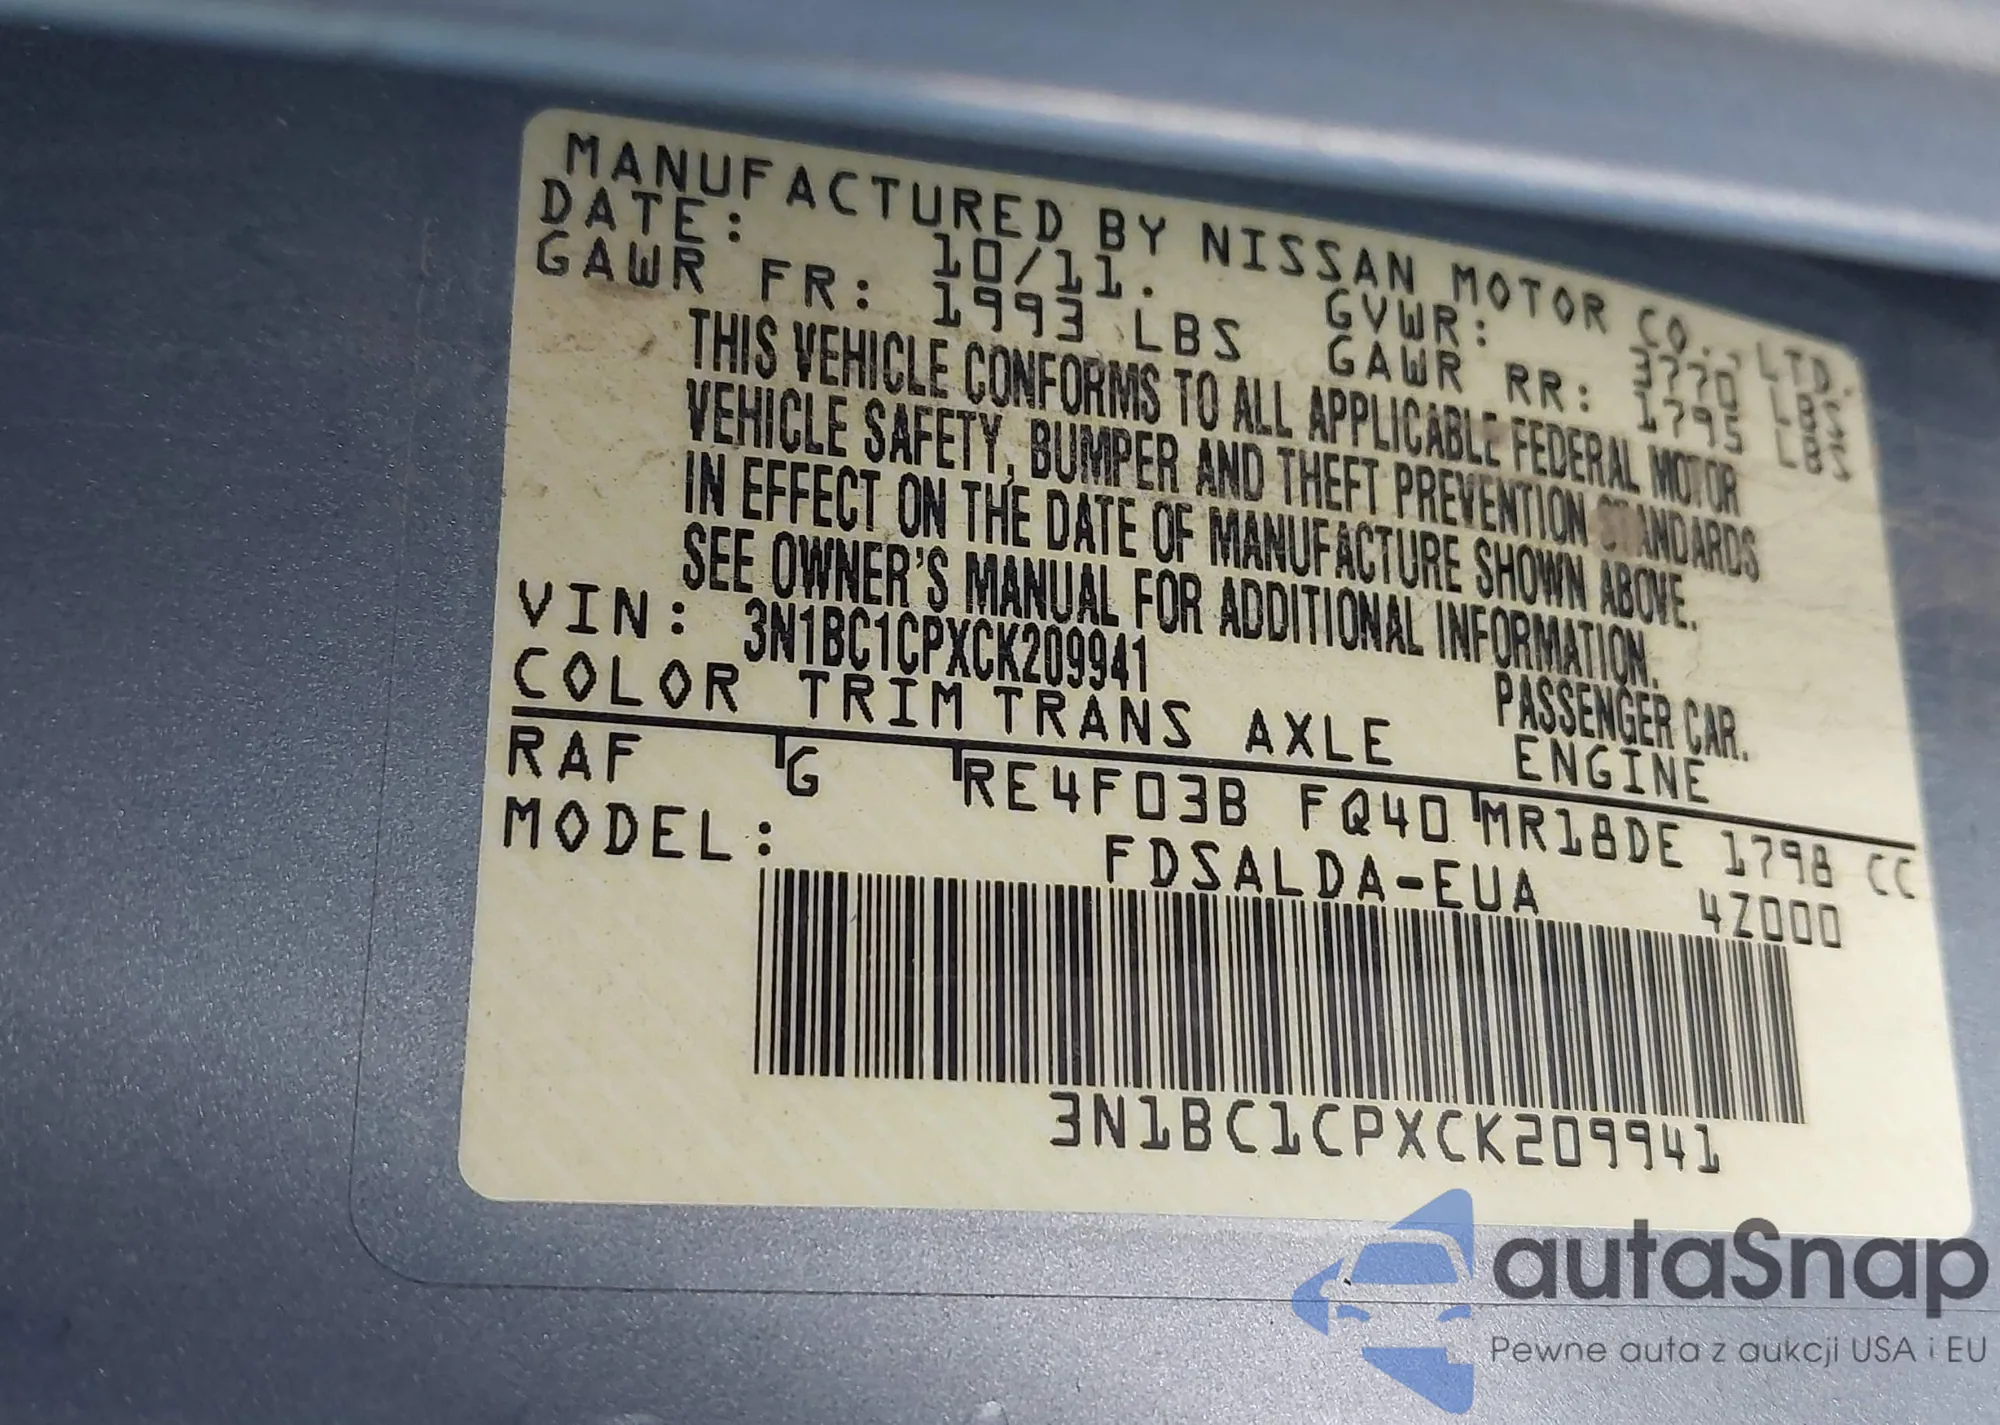 MANUFACTURED BY NISSAN MOTOR CO., LTD.
DATE: 10/11. GVWR: 3770 LBS
GAWR FR: 1993 LBS GAWR RR: 1795 LBS
THIS VEHICLE CONFORMS TO ALL APPLICABLE FEDERAL MOTOR
VEHICLE SAFETY, BUMPER AND THEFT PREVENTION STANDARDS
IN EFFECT ON THE DATE OF MANUFACTURE SHOWN ABOVE.
SEE OWNER'S MANUAL FOR ADDITIONAL INFORMATION.
VIN: 3N1BC1CPXCK209941 PASSENGER CAR.
COLOR TRIM TRANS AXLE ENGINE
RAF G RE4F03B FQ40 MR18DE 1798 CC
MODEL: FDSALDA-EUA 4Z000
3N1BC1CPXCK209941
autaSnap
Pewne auta z aukcji USA i EU